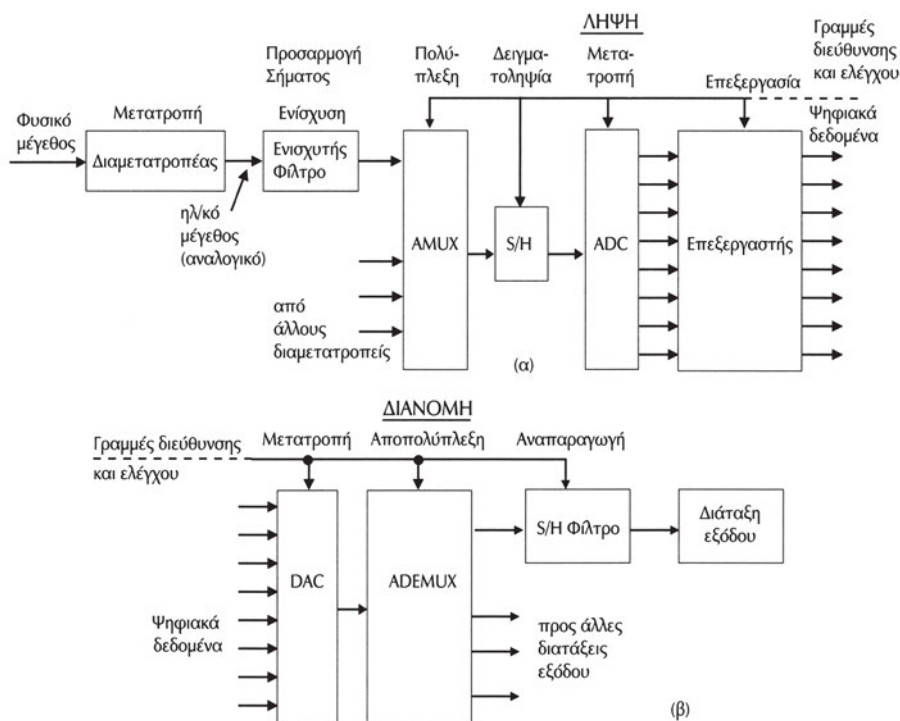 ΛΗΨΗ
Γραμμές
διεύθυνσης
και ελέγχου
Προσαρμογή
Σήματος
Πολύ-
πλεξη
Δειγμα-
τοληψία
Μετα-
τροπή
Επεξεργασία
Φυσικό
μέγεθος
Μετατροπή
Ενίσχυση
Ψηφιακά
δεδομένα
Διαμετατροπέας
Ενισχυτής
Φίλτρο
ηλ/κό
μέγεθος
(αναλογικό)
AMUX
S/H
ADC
Επεξεργαστής
από
άλλους
διαμετατροπείς
(α)
ΔΙΑΝΟΜΗ
Γραμμές διεύθυνσης
και ελέγχου
Μετατροπή
Αποπολύπλεξη
Αναπαραγωγή
S/H Φίλτρο
Διάταξη
εξόδου
DAC
ADEMUX
Ψηφιακά
δεδομένα
προς άλλες
διατάξεις
εξόδου
(β)